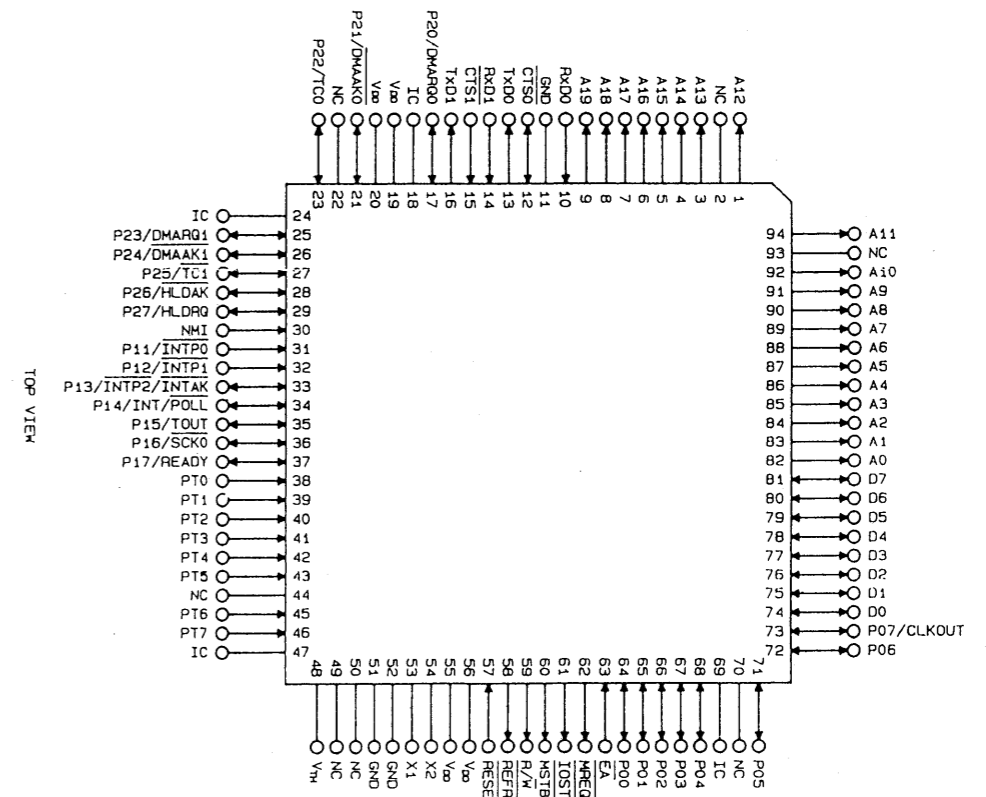 P22/TC0
NC
P21/DMAAK0
VDD
VDD
IC
P20/DMARQ0
TxD1
CTS1
RxD1
TxD0
CTS0
GND
RxD0
A19
A18
A17
A16
A15
A14
A13
NC
A12
23 22 21 20 19 18 17 16 15 14 13 12 11 10 9 8 7 6 5 4 3 2 1
IC 24
P23/DMARQ1 25
P24/DMAAK1 26
P25/TC1 27
P26/HLDAK 28
P27/HLDRQ 29
NMI 30
P11/INTP0 31
P12/INTP1 32
P13/INTP2/INTAK 33
P14/INT/POLL 34
P15/TOUT 35
P16/SCK0 36
P17/READY 37
PT0 38
PT1 39
PT2 40
PT3 41
PT4 42
PT5 43
NC 44
PT6 45
PT7 46
IC 47
94 A11
93 NC
92 A10
91 A9
90 A8
89 A7
88 A6
87 A5
86 A4
85 A3
84 A2
83 A1
82 A0
81 D7
80 D6
79 D5
78 D4
77 D3
76 D2
75 D1
74 D0
73 P07/CLKOUT
72 P06
48 49 50 51 52 53 54 55 56 57 58 59 60 61 62 63 64 65 66 67 68 69 70 71
VTH
NC
NC
GND
GND
X1
X2
VDD
VDD
RESE
REFR
R/W
MSTB
IOST
MREQ
EA
P00
P01
P02
P03
P04
IC
NC
P05
TOP VIEW